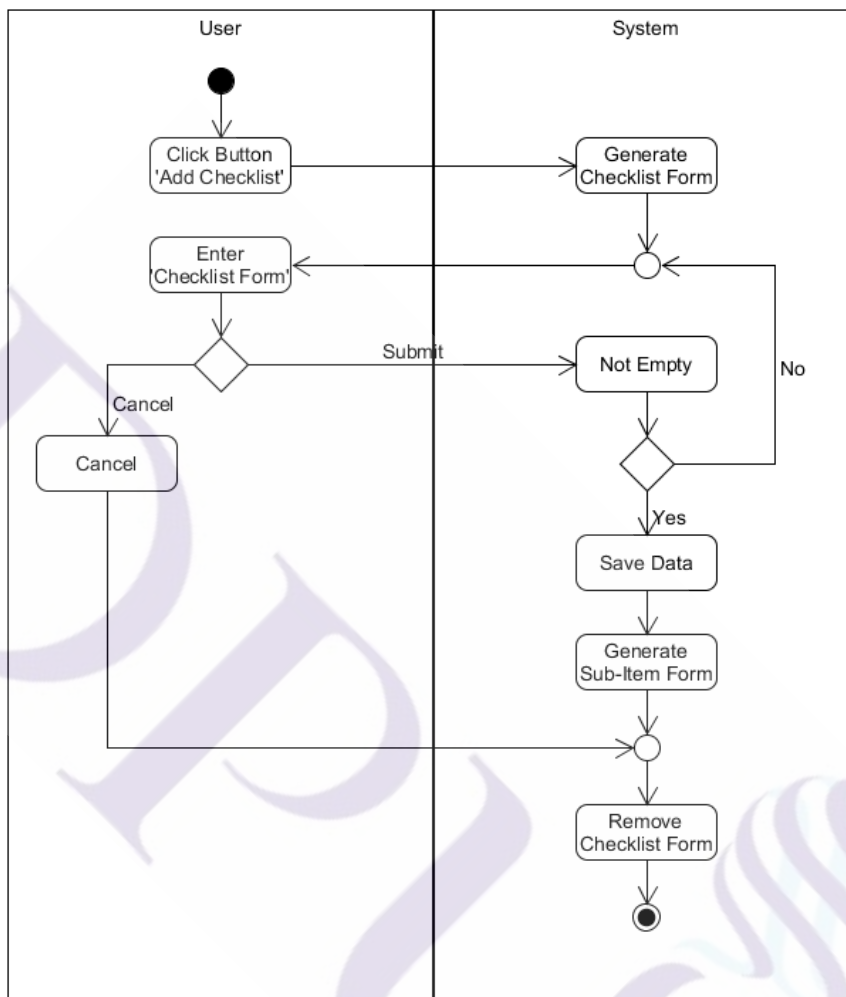 User
System
Click Button
'Add Checklist'
Generate
Checklist Form
Enter
'Checklist Form'
Submit
Not Empty
No
Cancel
Cancel
Yes
Save Data
Generate
Sub-Item Form
Remove
Checklist Form